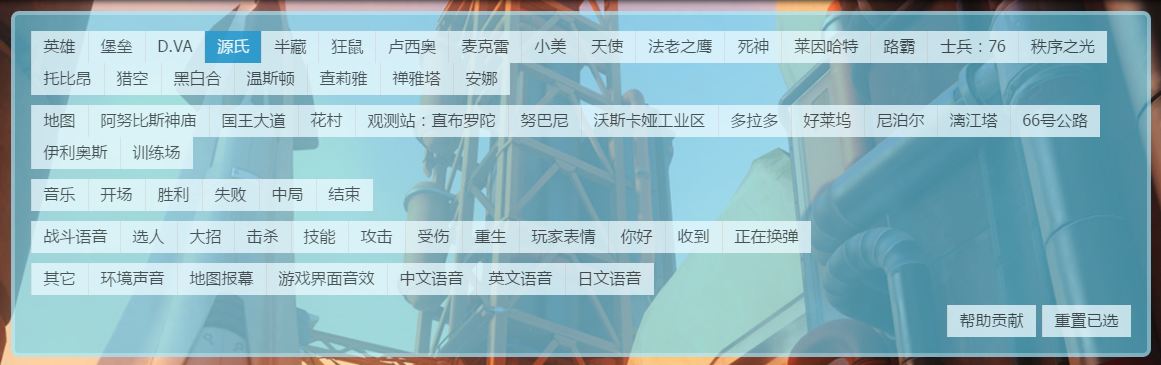 英雄 堡垒 D.VA 源氏 半藏 狂鼠 卢西奥 麦克雷 小美 天使 法老之鹰 死神 莱因哈特 路霸 士兵：76 秩序之光
托比昂 猎空 黑白合 温斯顿 查莉雅 禅雅塔 安娜
地图 阿努比斯神庙 国王大道 花村 观测站：直布罗陀 努巴尼 沃斯卡娅工业区 多拉多 好莱坞 尼泊尔 漓江塔 66号公路
伊利奥斯 训练场
音乐 开场 胜利 失败 中局 结束
战斗语音 选人 大招 击杀 技能 攻击 受伤 重生 玩家表情 你好 收到 正在换弹
其它 环境声音 地图报幕 游戏界面音效 中文语音 英文语音 日文语音
帮助贡献 重置已选